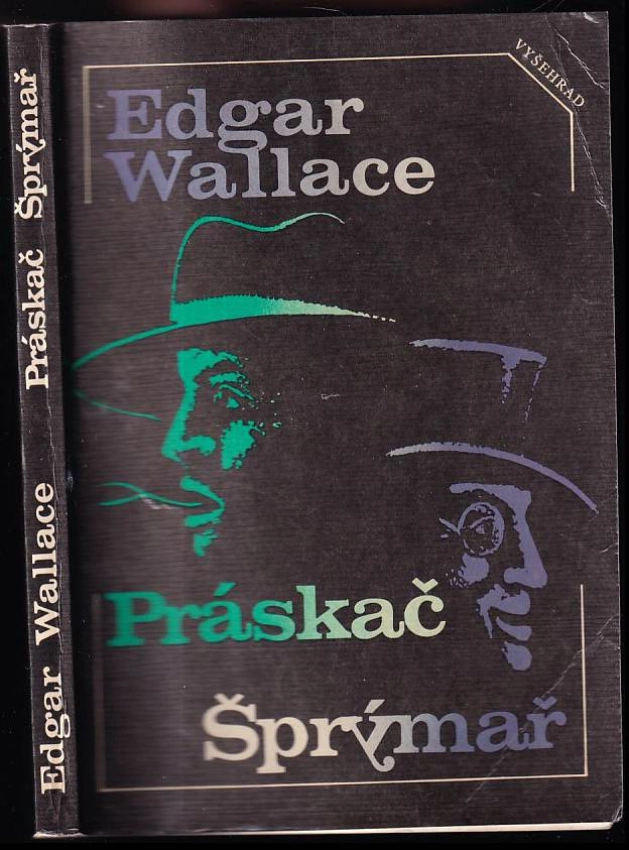 Edgar Wallace Práskač Šprýmař
VYŠEHRAD
Edgar
Wallace
Práskač
Šprýmař